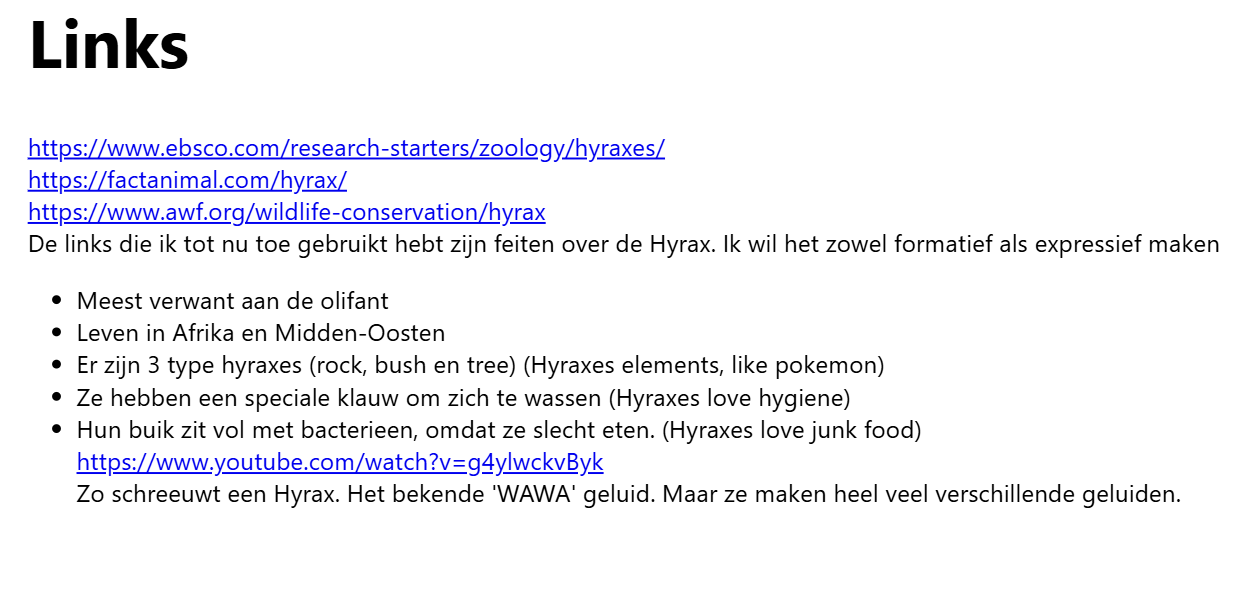 Links
https://www.ebsco.com/research-starters/zoology/hyraxes/
https://factanimal.com/hyrax/
https://www.awf.org/wildlife-conservation/hyrax
De links die ik tot nu toe gebruikt hebt zijn feiten over de Hyrax. Ik wil het zowel formatief als expressief maken
• Meest verwant aan de olifant
• Leven in Afrika en Midden-Oosten
• Er zijn 3 type hyraxes (rock, bush en tree) (Hyraxes elements, like pokemon)
• Ze hebben een speciale klauw om zich te wassen (Hyraxes love hygiene)
• Hun buik zit vol met bacterieen, omdat ze slecht eten. (Hyraxes love junk food)
https://www.youtube.com/watch?v=g4ylwckvByk
Zo schreeuwt een Hyrax. Het bekende 'WAWA' geluid. Maar ze maken heel veel verschillende geluiden.